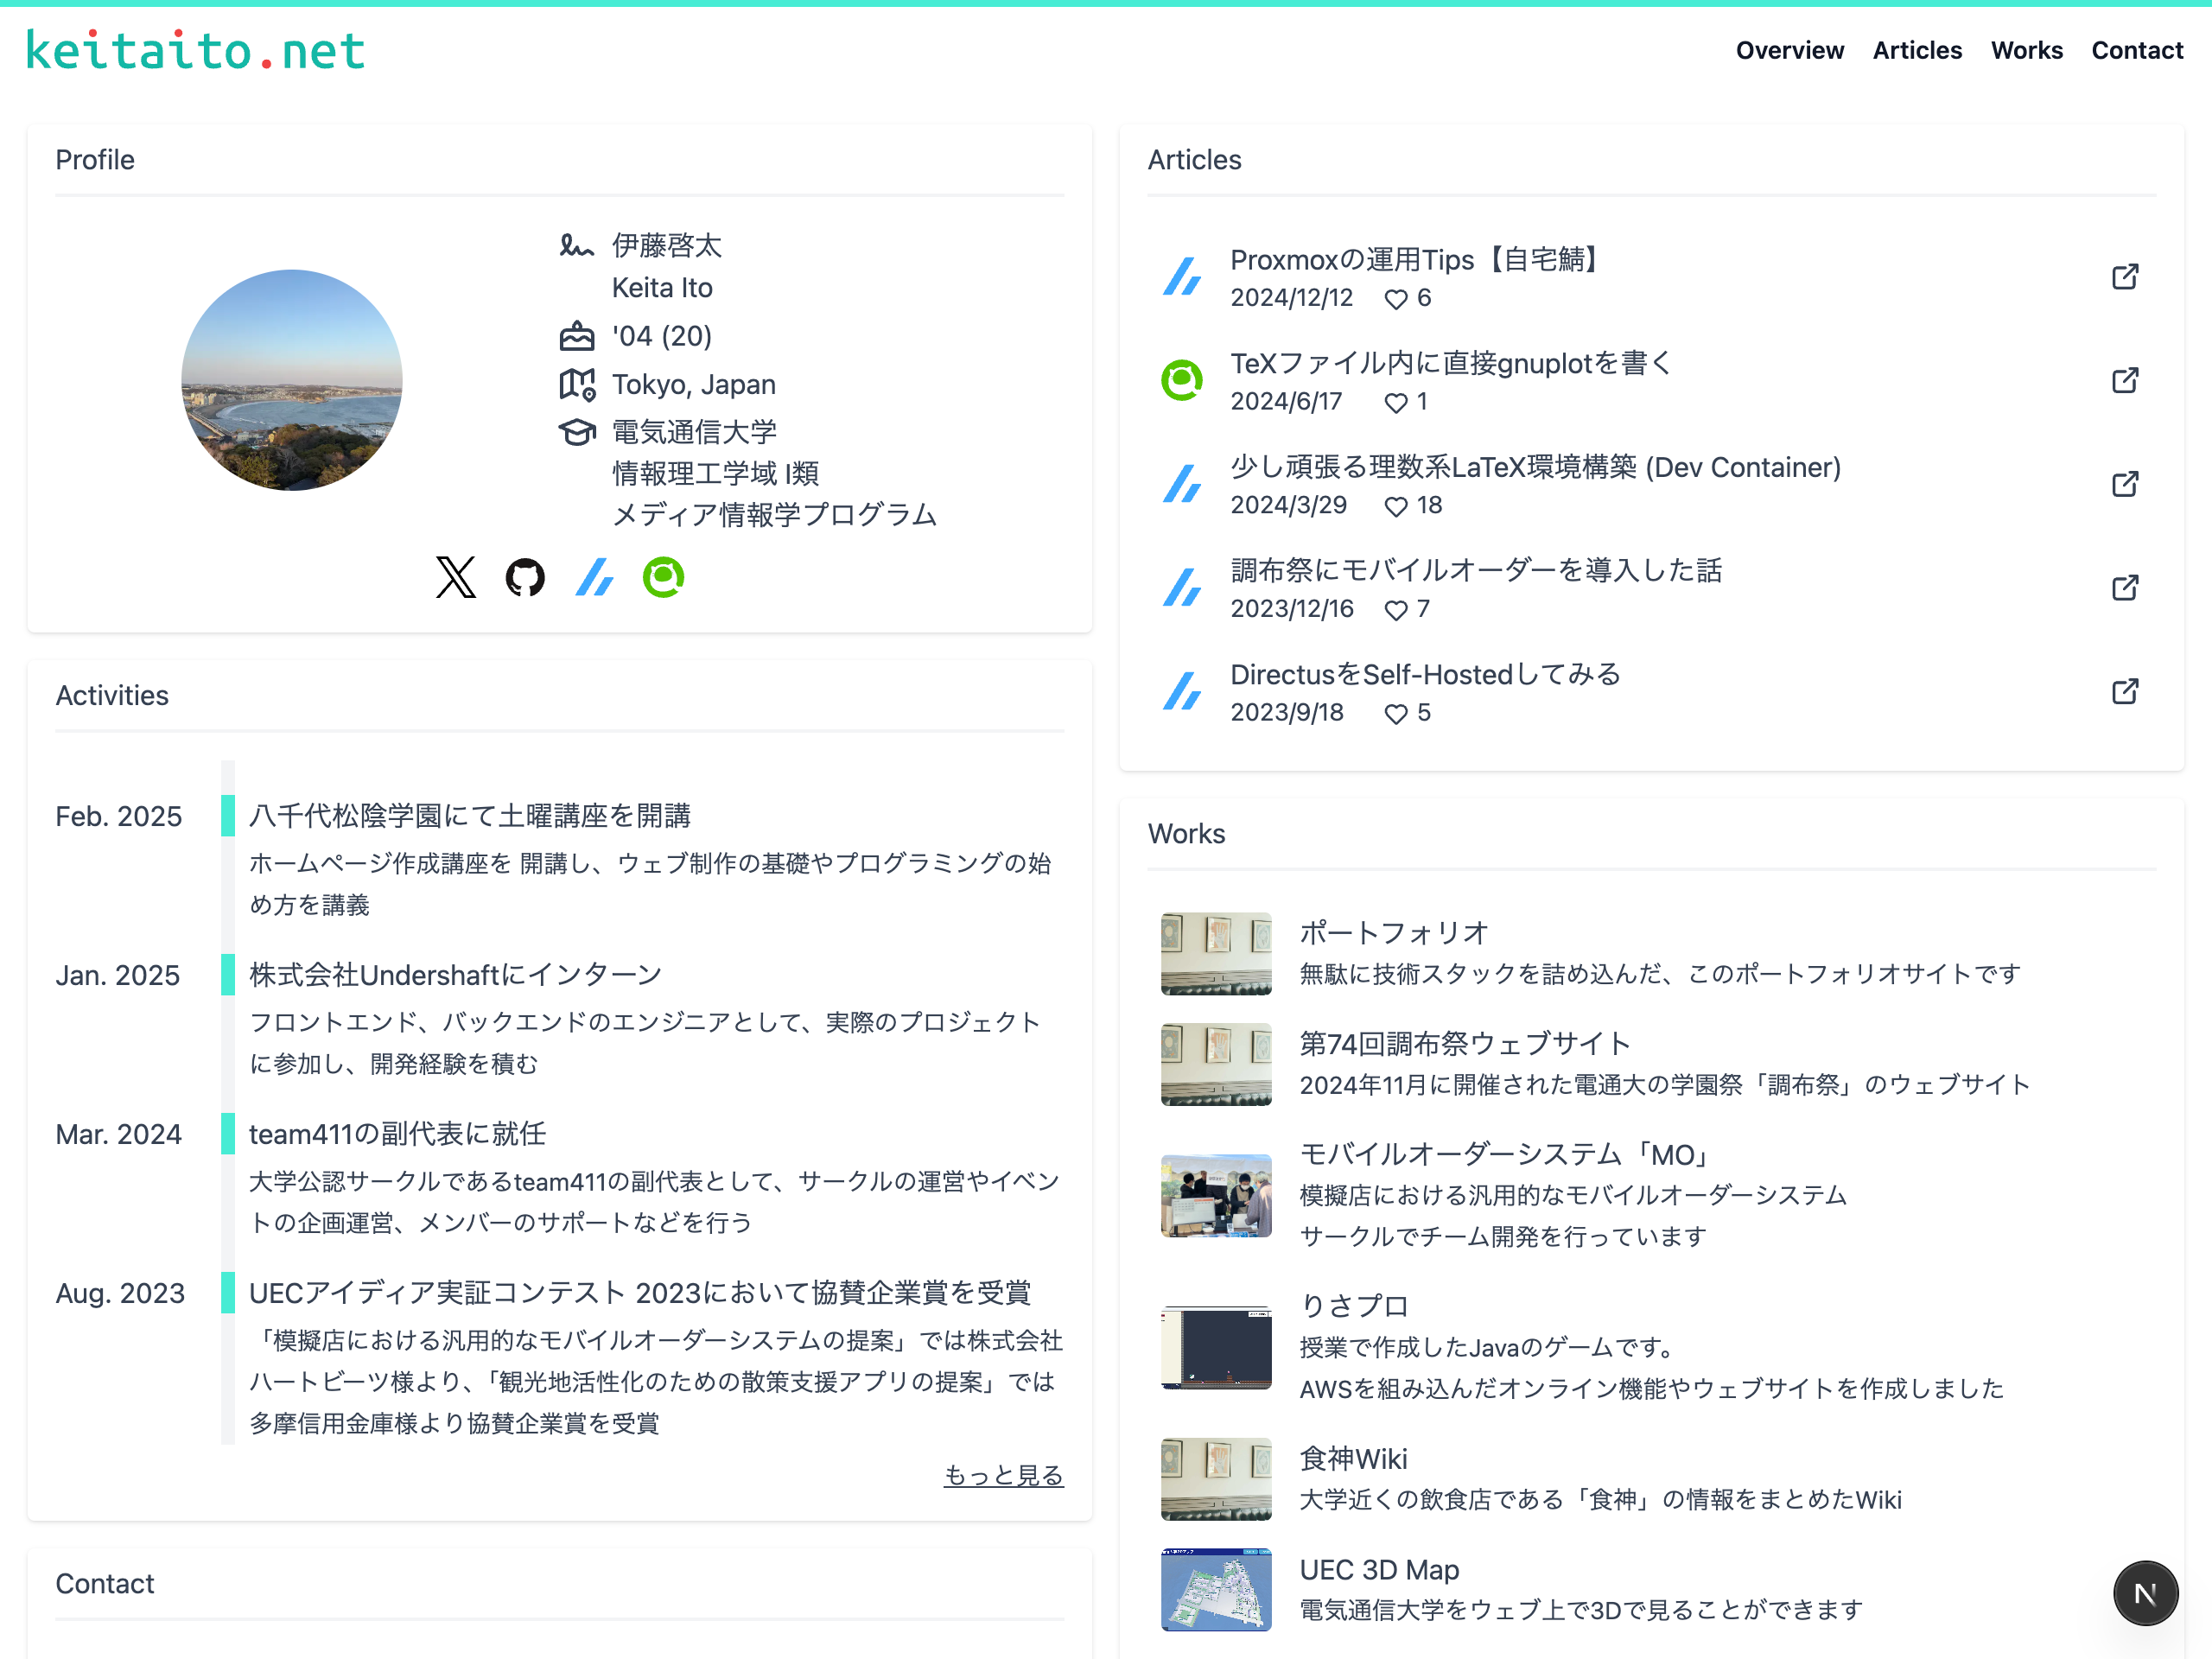 keitaito.net
Overview Articles Works Contact
Profile
伊藤啓太
Keita Ito
'04 (20)
Tokyo, Japan
電気通信大学
情報理工学域 I類
メディア情報学プログラム
Activities
Feb. 2025 八千代松陰学園にて土曜講座を開講
ホームページ作成講座を 開講し、ウェブ制作の基礎やプログラミングの始
め方を講義
Jan. 2025 株式会社Undershaftにインターン
フロントエンド、バックエンドのエンジニアとして、実際のプロジェクト
に参加し、開発経験を積む
Mar. 2024 team411の副代表に就任
大学公認サークルであるteam411の副代表として、サークルの運営やイベン
トの企画運営、メンバーのサポートなどを行う
Aug. 2023 UECアイディア実証コンテスト 2023において協賛企業賞を受賞
「模擬店における汎用的なモバイルオーダーシステムの提案」では株式会社
ハートビーツ様より、「観光地活性化のための散策支援アプリの提案」では
多摩信用金庫様より協賛企業賞を受賞
もっと見る
Contact
Articles
Proxmoxの運用Tips【自宅鯖】
2024/12/12 6
TeXファイル内に直接gnuplotを書く
2024/6/17 1
少し頑張る理数系LaTeX環境構築 (Dev Container)
2024/3/29 18
調布祭にモバイルオーダーを導入した話
2023/12/16 7
DirectusをSelf-Hostedしてみる
2023/9/18 5
Works
ポートフォリオ
無駄に技術スタックを詰め込んだ、このポートフォリオサイトです
第74回調布祭ウェブサイト
2024年11月に開催された電通大の学園祭「調布祭」のウェブサイト
モバイルオーダーシステム「MO」
模擬店における汎用的なモバイルオーダーシステム
サークルでチーム開発を行っています
りさプロ
授業で作成したJavaのゲームです。
AWSを組み込んだオンライン機能やウェブサイトを作成しました
食神Wiki
大学近くの飲食店である「食神」の情報をまとめたWiki
UEC 3D Map
電気通信大学をウェブ上で3Dで見ることができます
N